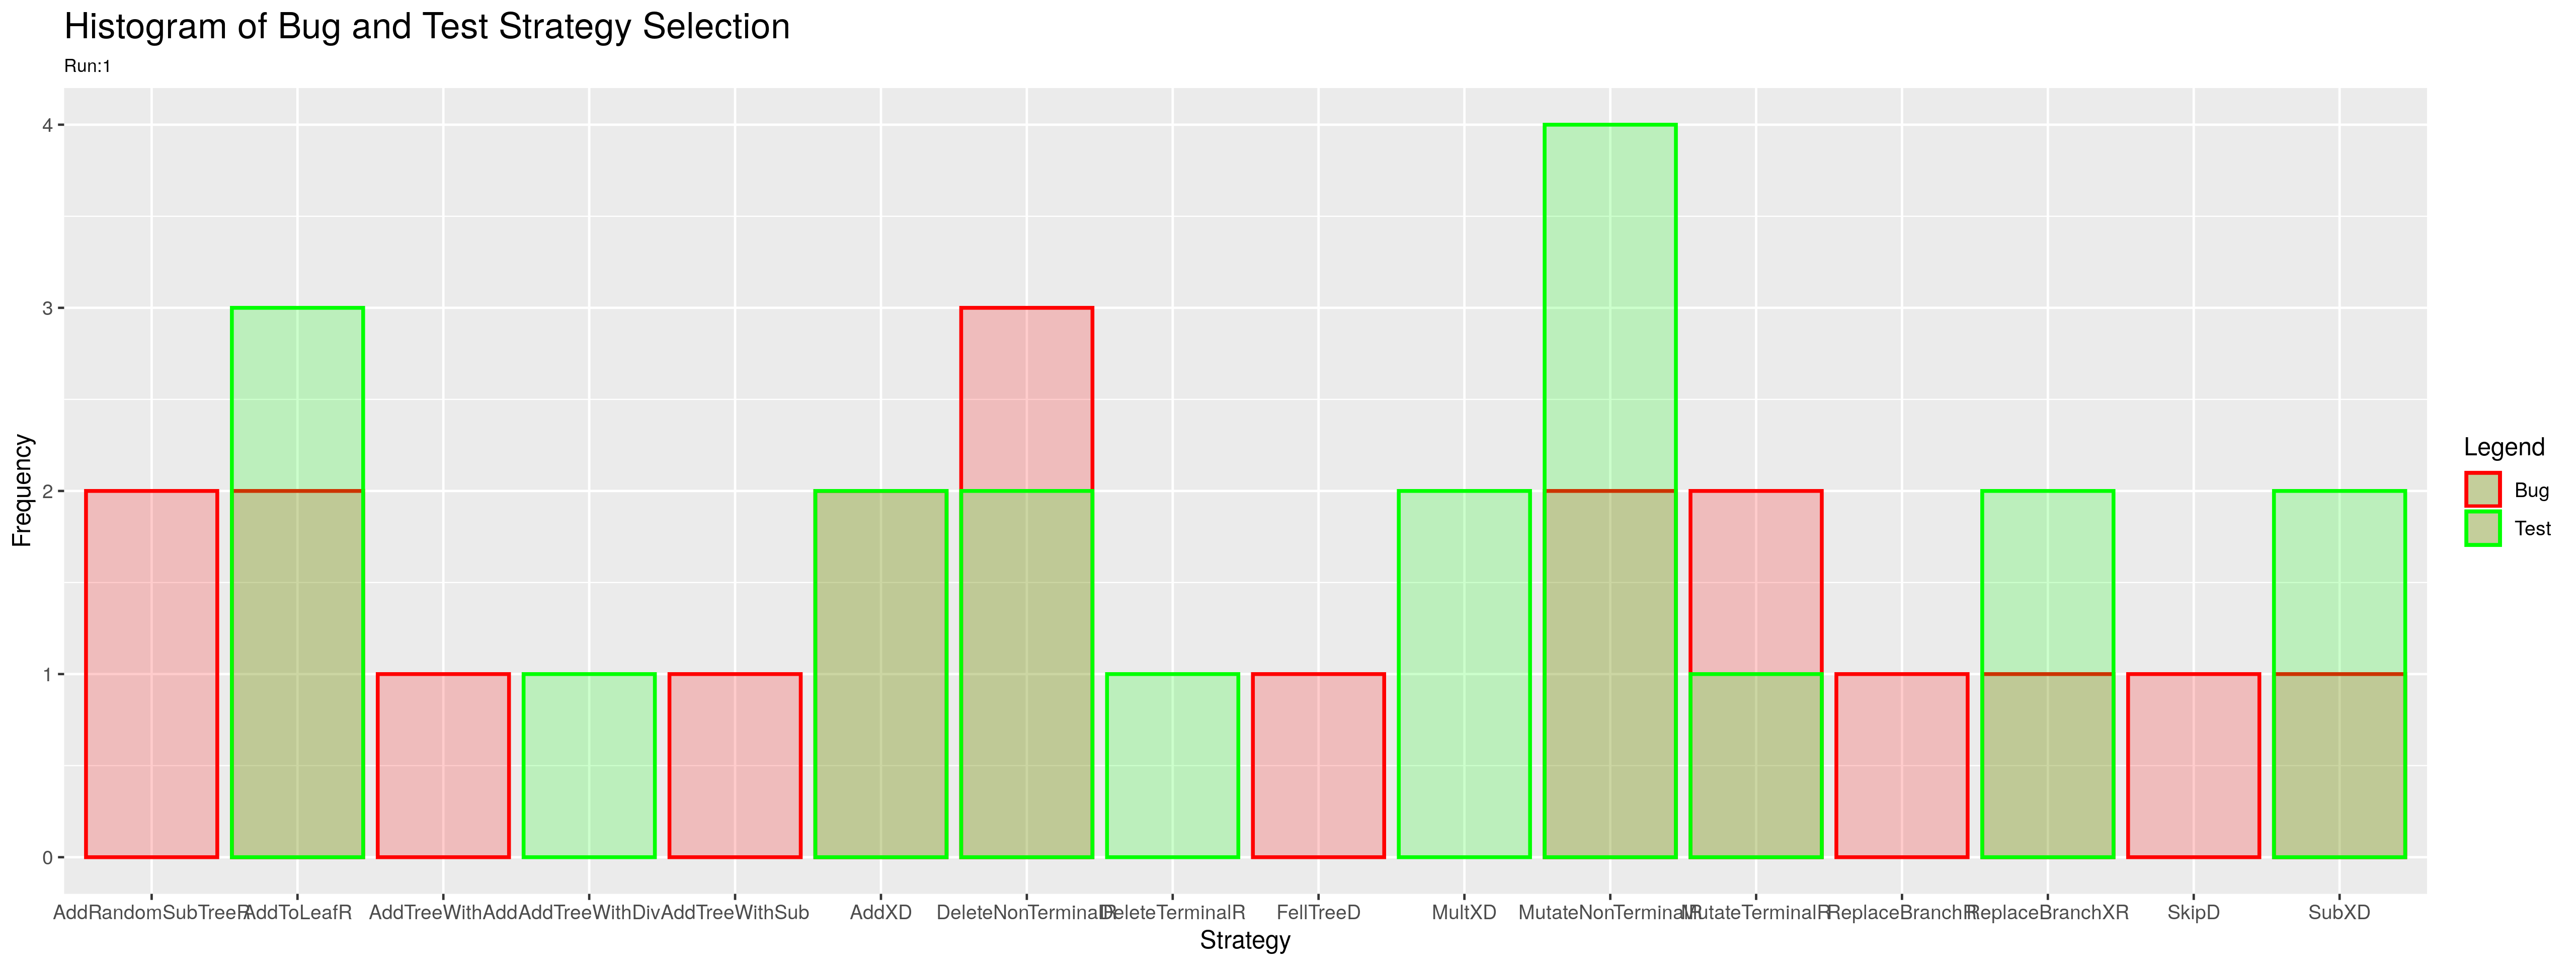 Histogram of Bug and Test Strategy Selection
Run:1
Frequency
4
3
2
1
0
AddRandomSubTreeR AddToLeafR AddTreeWithAdd AddTreeWithDiv AddTreeWithSub AddXD DeleteNonTerminalR DeleteTerminalR FellTreeD MultXD MutateNonTerminalR MutateTerminalR ReplaceBranchR ReplaceBranchXR SkipD SubXD
Strategy
Legend
Bug
Test